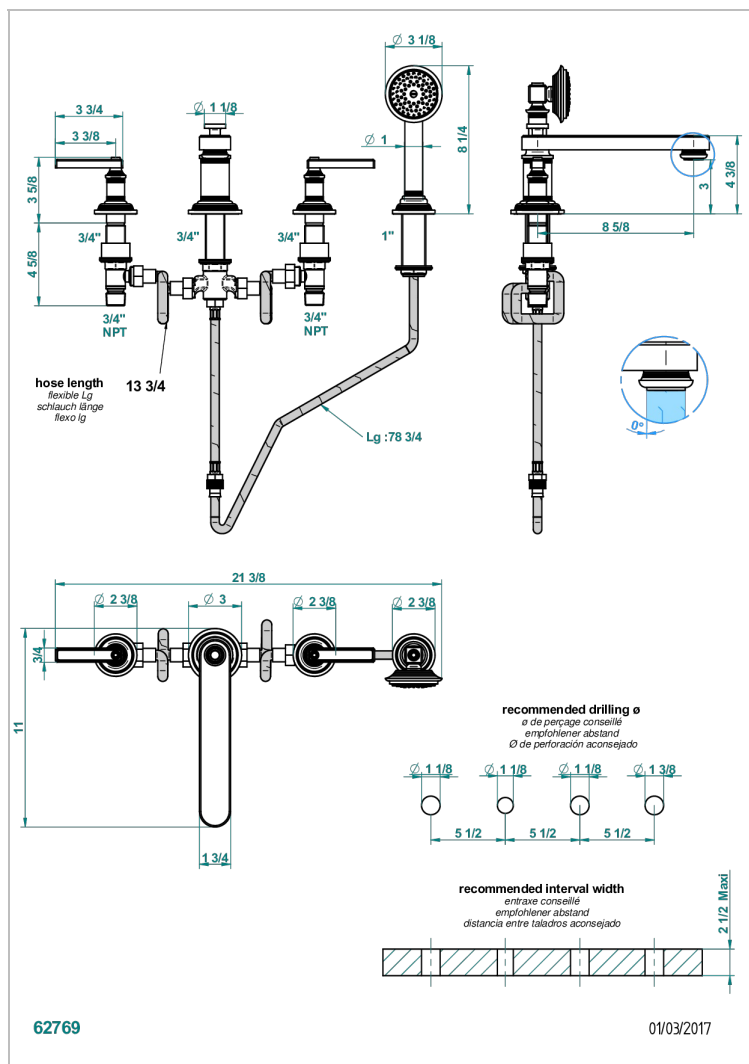 Ø 3 1/8
3 3/4
3 3/8
Ø 1 1/8
Ø 1
8 1/4
3 5/8
4 5/8
3/4"
3/4"
3/4"
1"
3/4"
NPT
3/4"
NPT
4 3/8
3
8 5/8
hose length
flexible Lg
schlauch länge
flexo lg
13 3/4
Lg :78 3/4
0°
21 3/8
Ø 2 3/8
Ø 3
Ø 2 3/8
Ø 2 3/8
3/4
11
1 3/4
recommended drilling ø
ø de perçage conseillé
empfohlener abstand
Ø de perforación aconsejado
Ø 1 1/8
Ø 1 1/8
Ø 1 1/8
Ø 1 3/8
5 1/2
5 1/2
5 1/2
recommended interval width
entraxe conseillé
empfohlener abstand
distancia entre taladros aconsejado
2 1/2 Maxi
62769
01/03/2017